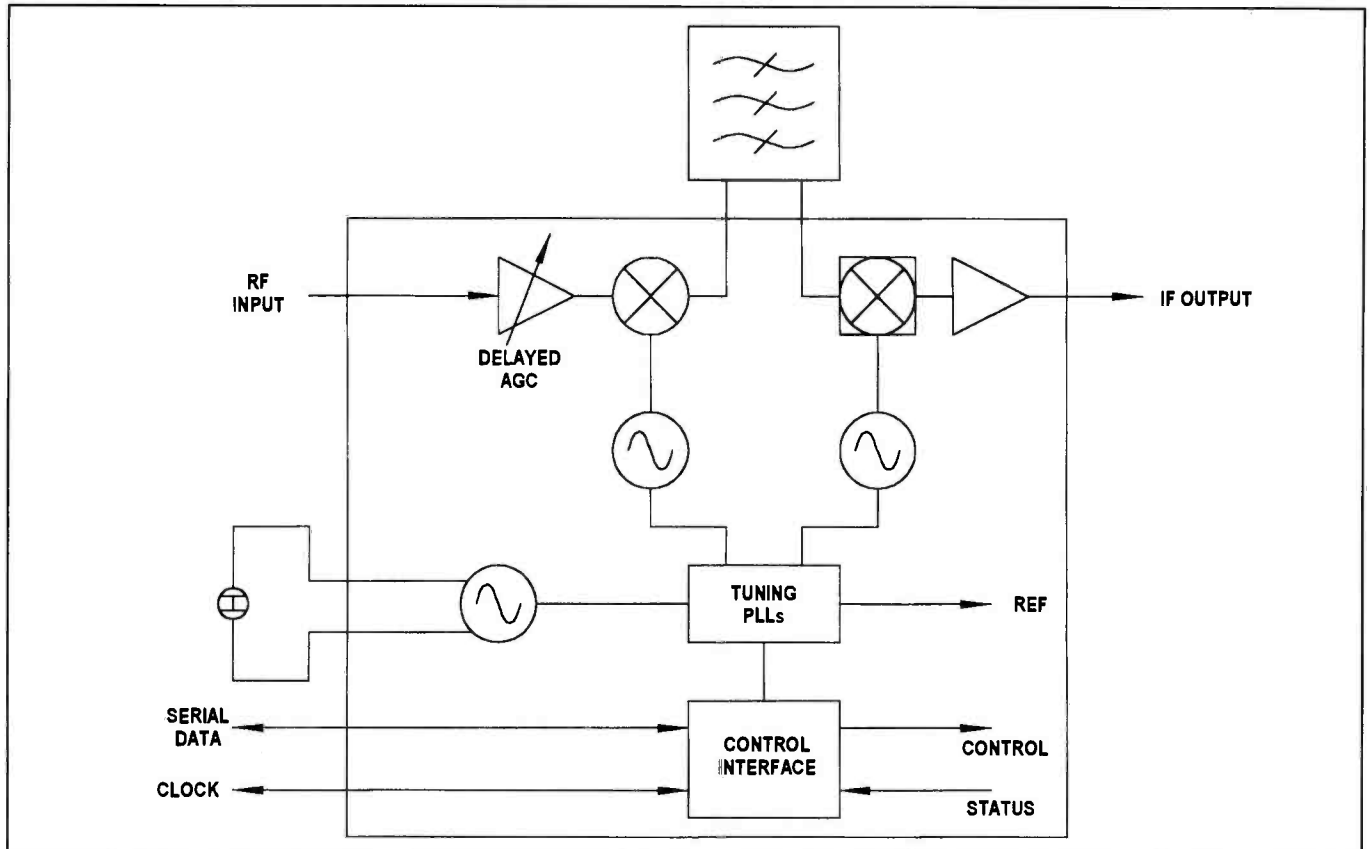 RF
INPUT
DELAYED
AGC
IF OUTPUT
TUNING
PLLs
REF
SERIAL
DATA
CLOCK
CONTROL
INTERFACE
CONTROL
STATUS